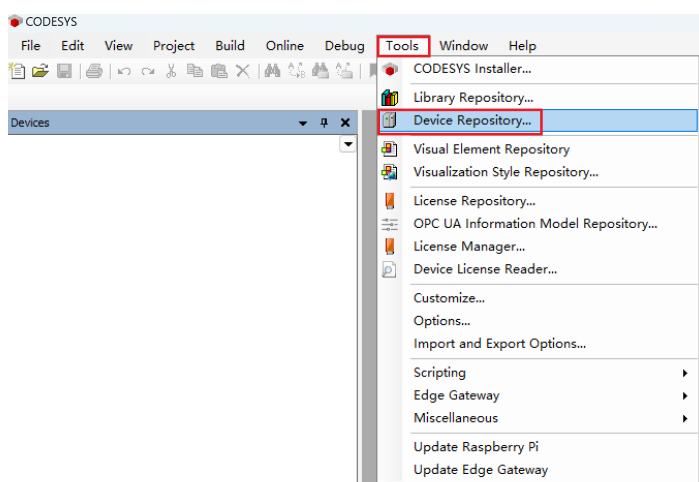 CODESYS
File Edit View Project Build Online Debug Tools Window Help
Devices
CODESYS Installer...
Library Repository...
Device Repository...
Visual Element Repository
Visualization Style Repository...
License Repository...
OPC UA Information Model Repository...
License Manager...
Device License Reader...
Customize...
Options...
Import and Export Options...
Scripting
Edge Gateway
Miscellaneous
Update Raspberry Pi
Update Edge Gateway